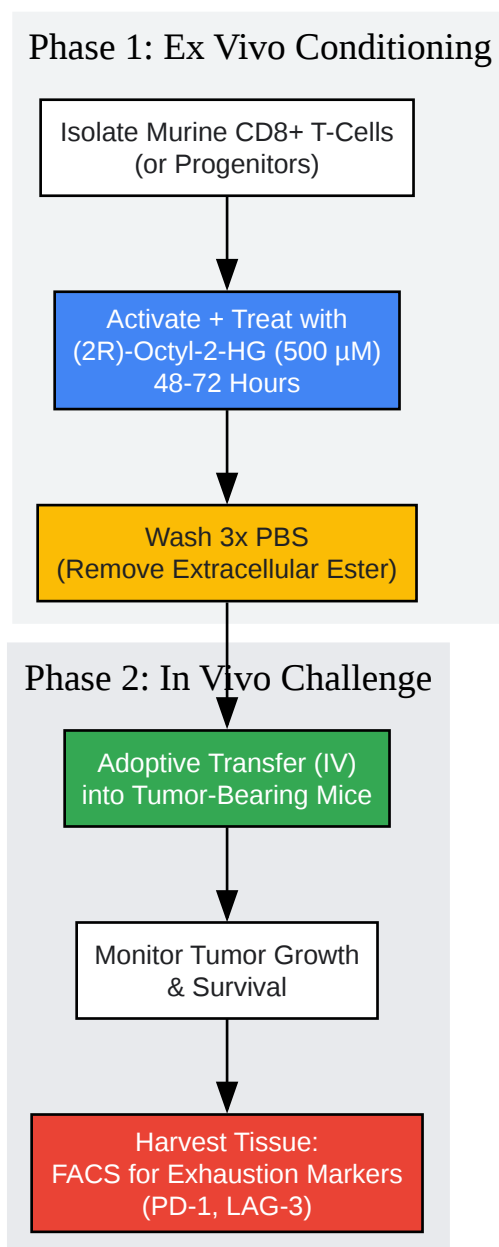 Phase 1: Ex Vivo Conditioning
Isolate Murine CD8+ T-Cells
(or Progenitors)
Activate + Treat with
(2R)-Octyl-2-HG (500 µM)
48-72 Hours
Wash 3x PBS
(Remove Extracellular Ester)
Phase 2: In Vivo Challenge
Adoptive Transfer (IV)
into Tumor-Bearing Mice
Monitor Tumor Growth
& Survival
Harvest Tissue:
FACS for Exhaustion Markers
(PD-1, LAG-3)